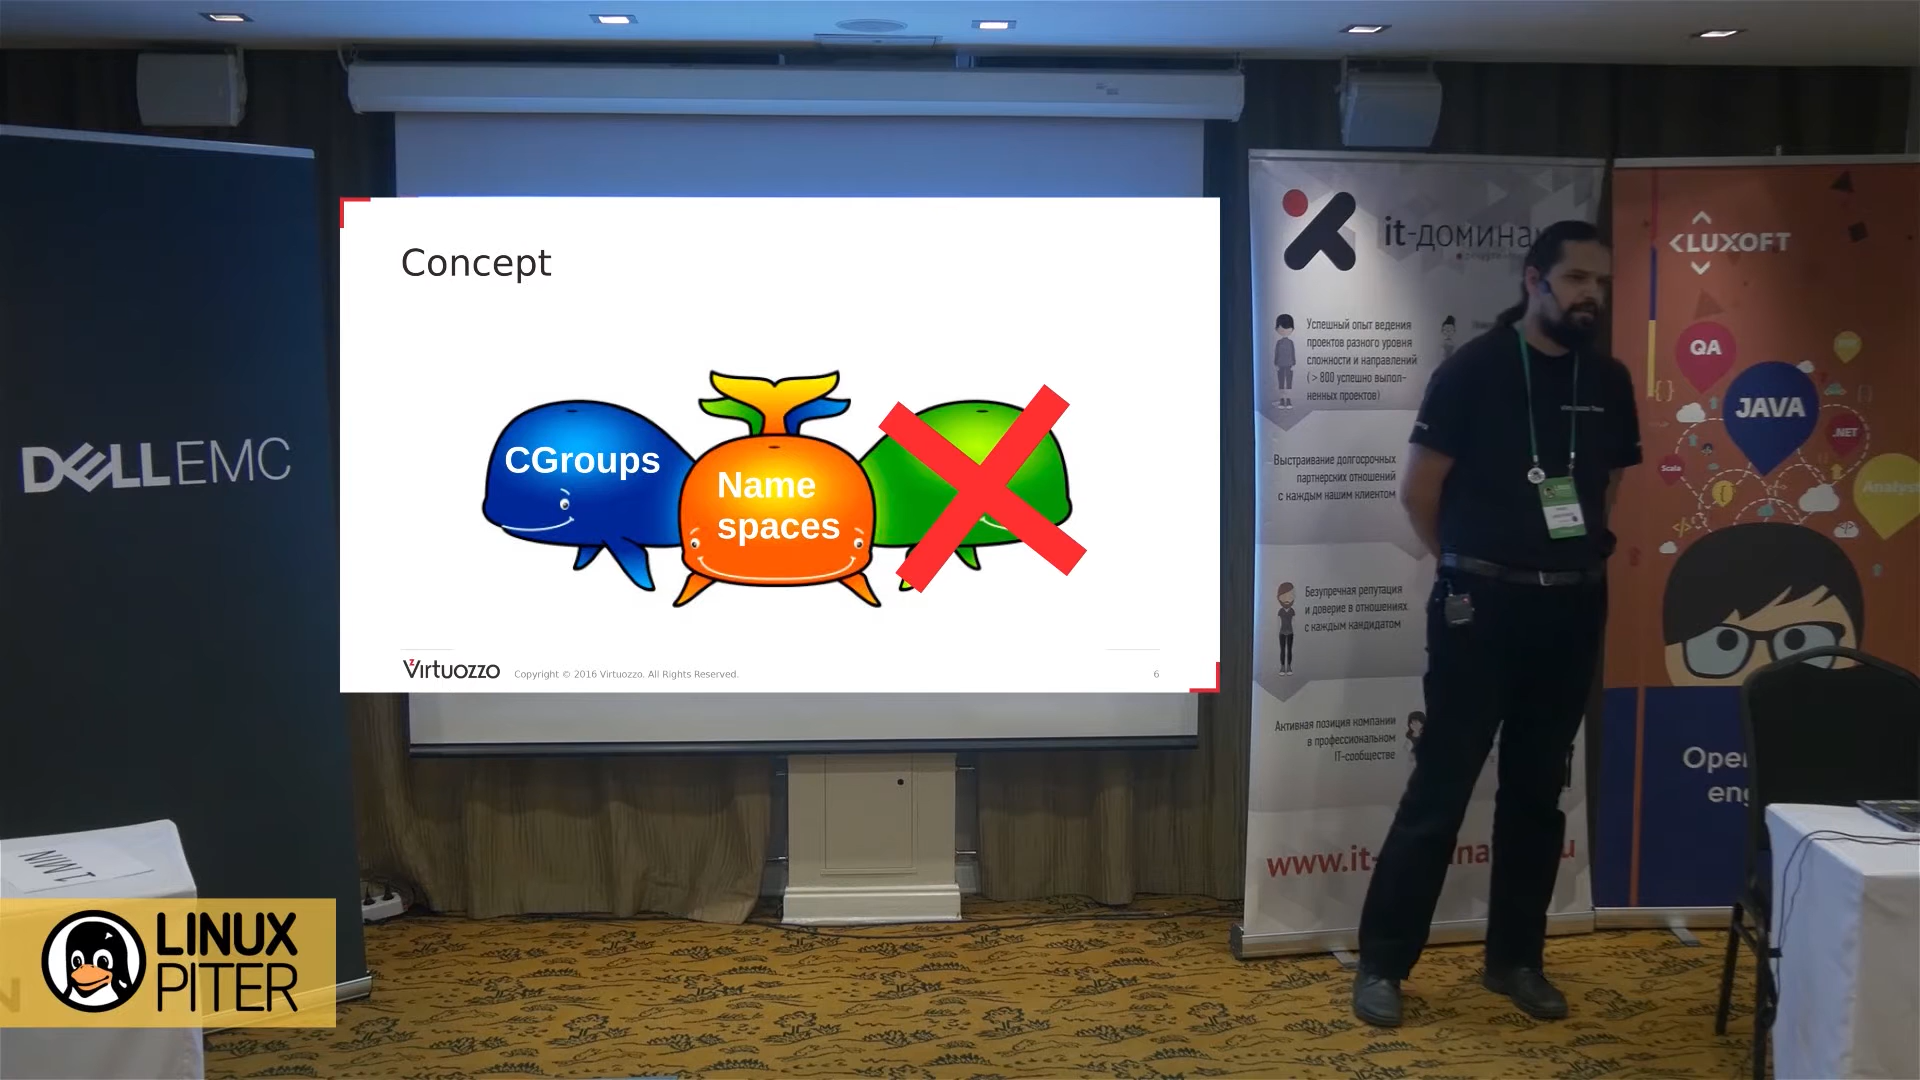 DELLEMC
Concept
CGroups
Name
spaces
Virtuozzo
Copyright © 2016 Virtuozzo. All Rights Reserved.
6
it-домина
Успешный опыт ведения
проектов разного уровня
сложности и направлений
(> 800 успешно выпол-
ненных проектов)
Выстраивание долгосрочных
партнерских отношений
с каждым нашим клиентом
Безупречная репутация
и доверие в отношениях
с каждым кандидатом
Активная позиция компании
в профессиональном
IT-сообществе
www.it-
LUXOFT
QA
JAVA
.NET
Scala
Analyst
LINUX
PITER